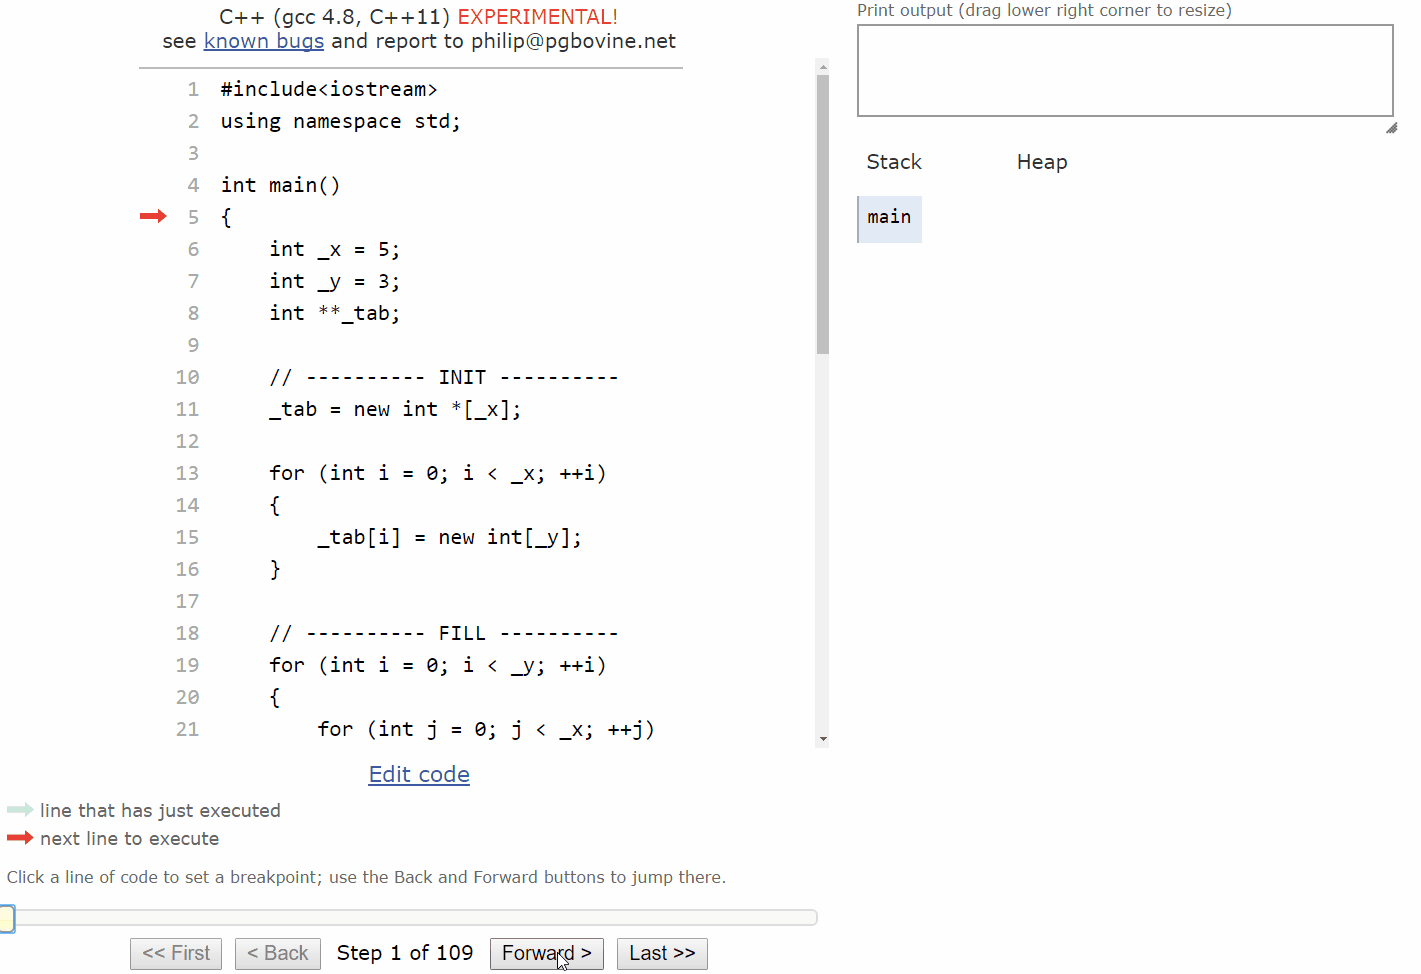 C++ (gcc 4.8, C++11) EXPERIMENTAL!
see known bugs and report to philip@pgbovine.net
1 #include<iostream>
2 using namespace std;
3
4 int main()
5 {
6     int _x = 5;
7     int _y = 3;
8     int **_tab;
9
10     // ---------- INIT ----------
11     _tab = new int *[_x];
12
13     for (int i = 0; i < _x; ++i)
14     {
15         _tab[i] = new int[_y];
16     }
17
18     // ---------- FILL ----------
19     for (int i = 0; i < _y; ++i)
20     {
21         for (int j = 0; j < _x; ++j)
Edit code
line that has just executed
next line to execute
Click a line of code to set a breakpoint; use the Back and Forward buttons to jump there.
<< First < Back Step 1 of 109 Forward > Last >>
Print output (drag lower right corner to resize)
Stack Heap
main